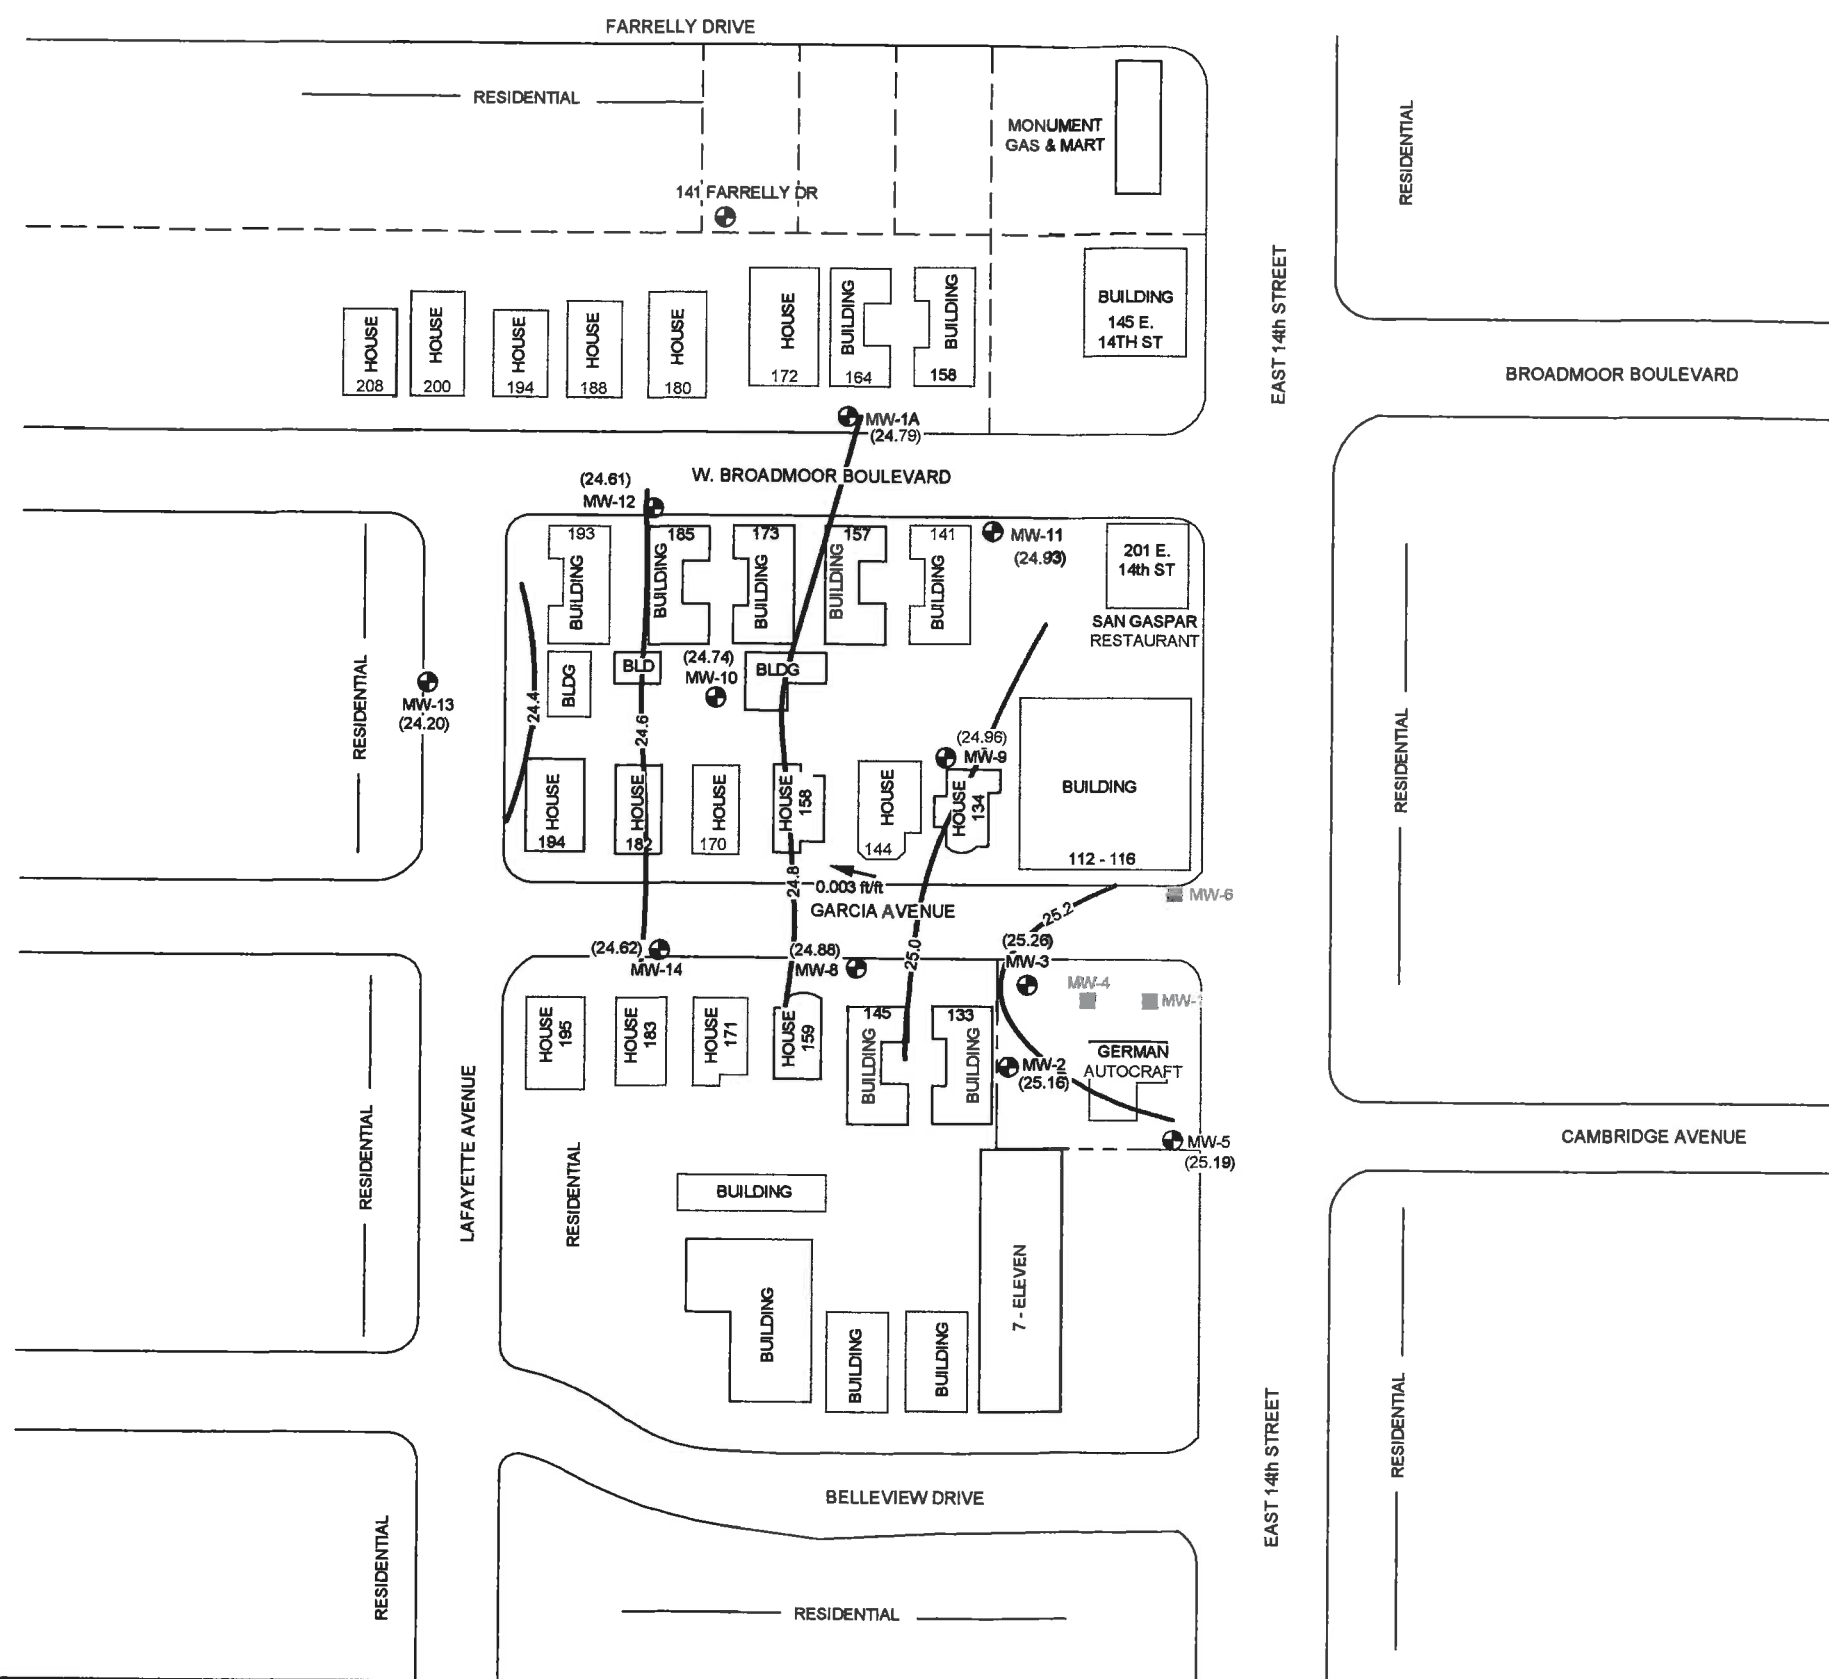 FARRELLY DRIVE
RESIDENTIAL
MONUMENT
GAS & MART
RESIDENTIAL
141 FARRELLY DR
EAST 14th STREET
HOUSE
208
HOUSE
200
HOUSE
194
HOUSE
188
HOUSE
180
HOUSE
172
BUILDING
164
BUILDING
158
BUILDING
145 E.
14TH ST
BROADMOOR BOULEVARD
MW-1A
(24.79)
W. BROADMOOR BOULEVARD
(24.61)
MW-12
193
BUILDING
185
BUILDING
173
BUILDING
157
BUILDING
141
BUILDING
MW-11
(24.93)
201 E.
14th ST
SAN GASPAR
RESTAURANT
RESIDENTIAL
MW-13
(24.20)
24.4
BLDG
BLD
24.6
(24.74)
MW-10
BLDG
(24.96)
MW-9
RESIDENTIAL
HOUSE
194
HOUSE
182
HOUSE
170
HOUSE
158
HOUSE
144
HOUSE
134
BUILDING
112 - 116
24.8
0.003 ft/ft
GARCIA AVENUE
MW-6
25.2
25.0
(24.62)
MW-14
(24.88)
MW-8
(25.26)
MW-3
MW-4
MW-1
HOUSE
195
HOUSE
183
HOUSE
171
HOUSE
159
145
BUILDING
133
BUILDING
MW-2
(25.16)
GERMAN
AUTOCRAFT
MW-5
(25.19)
CAMBRIDGE AVENUE
RESIDENTIAL
LAFAYETTE AVENUE
RESIDENTIAL
BUILDING
BUILDING
BUILDING
BUILDING
7 - ELEVEN
EAST 14th STREET
RESIDENTIAL
BELLEVIEW DRIVE
RESIDENTIAL
RESIDENTIAL